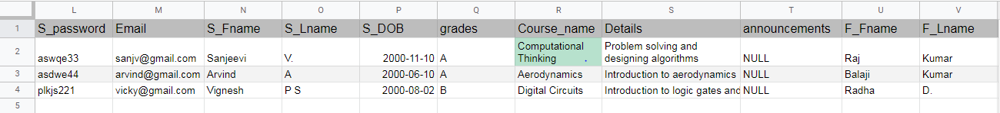 L M N O P Q R S T U V
1 S_password Email S_Fname S_Lname S_DOB grades Course_name Details announcements F_Fname F_Lname
Computational Problem solving and
2 aswqe33 sanjv@gmail.com Sanjeevi V. 2000-11-10 A Thinking . designing algorithms NULL Raj Kumar
3 asdwe44 arvind@gmail.com Arvind A 2000-06-10 A Aerodynamics Introduction to aerodynamics NULL Balaji Kumar
4 plkjs221 vicky@gmail.com Vignesh P S 2000-08-02 B Digital Circuits Introduction to logic gates and NULL Radha D.
5